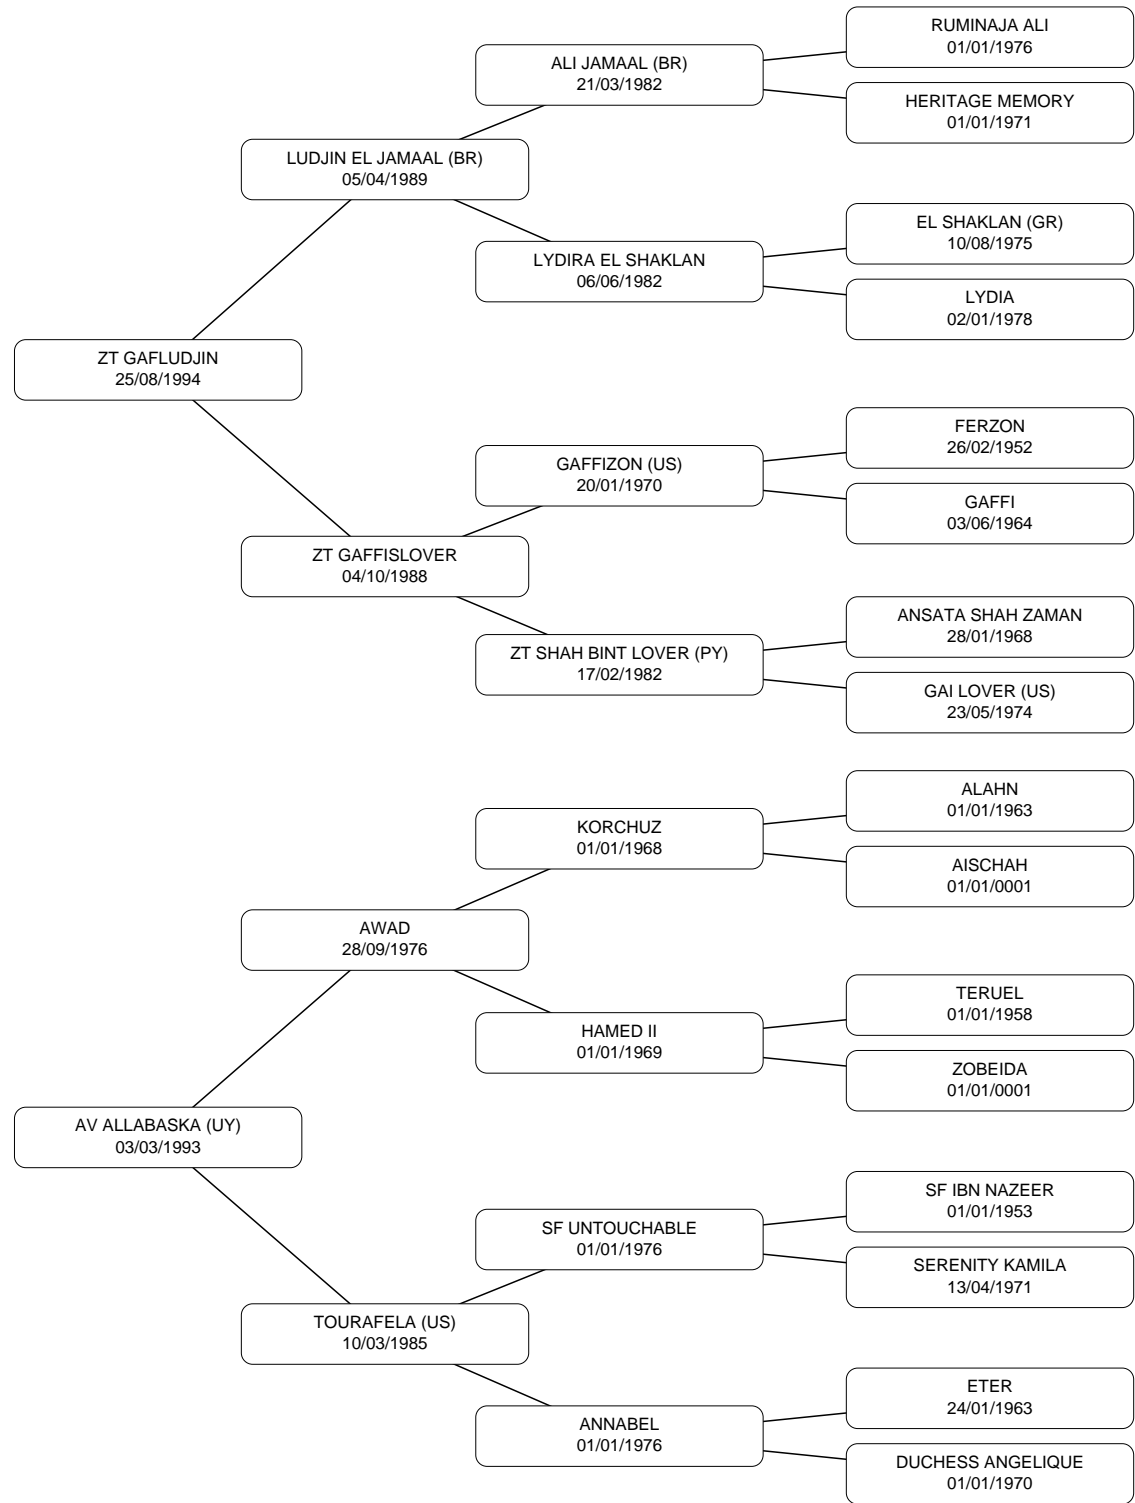 RUMINAJA ALI
01/01/1976
ALI JAMAAL (BR)
21/03/1982
HERITAGE MEMORY
01/01/1971
LUDJIN EL JAMAAL (BR)
05/04/1989
EL SHAKLAN (GR)
10/08/1975
LYDIRA EL SHAKLAN
06/06/1982
LYDIA
02/01/1978
ZT GAFLUDJIN
25/08/1994
FERZON
26/02/1952
GAFFIZON (US)
20/01/1970
GAFFI
03/06/1964
ZT GAFFISLOVER
04/10/1988
ANSATA SHAH ZAMAN
28/01/1968
ZT SHAH BINT LOVER (PY)
17/02/1982
GAI LOVER (US)
23/05/1974
ALAHN
01/01/1963
KORCHUZ
01/01/1968
AISCHAH
01/01/0001
AWAD
28/09/1976
TERUEL
01/01/1958
HAMED II
01/01/1969
ZOBEIDA
01/01/0001
AV ALLABASKA (UY)
03/03/1993
SF IBN NAZEER
01/01/1953
SF UNTOUCHABLE
01/01/1976
SERENITY KAMILA
13/04/1971
TOURAFELA (US)
10/03/1985
ETER
24/01/1963
ANNABEL
01/01/1976
DUCHESS ANGELIQUE
01/01/1970